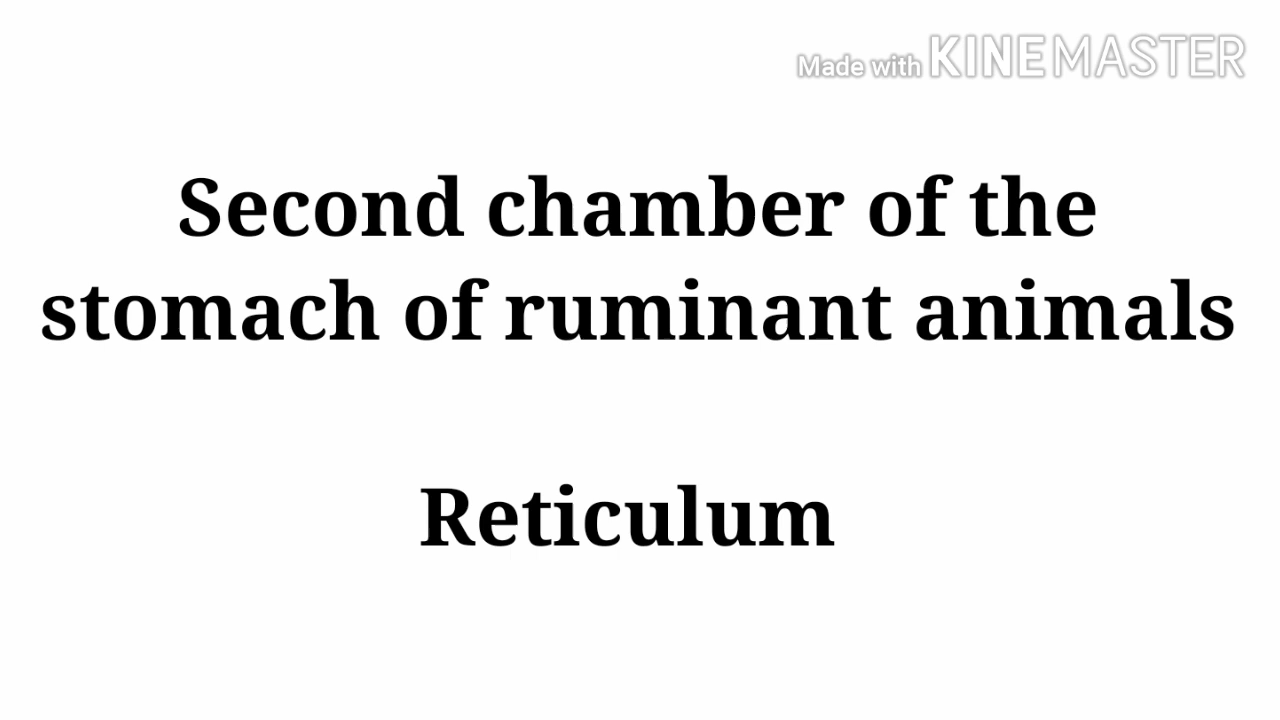 Made with KINEMASTER
Second chamber of the
stomach of ruminant animals
Reticulum